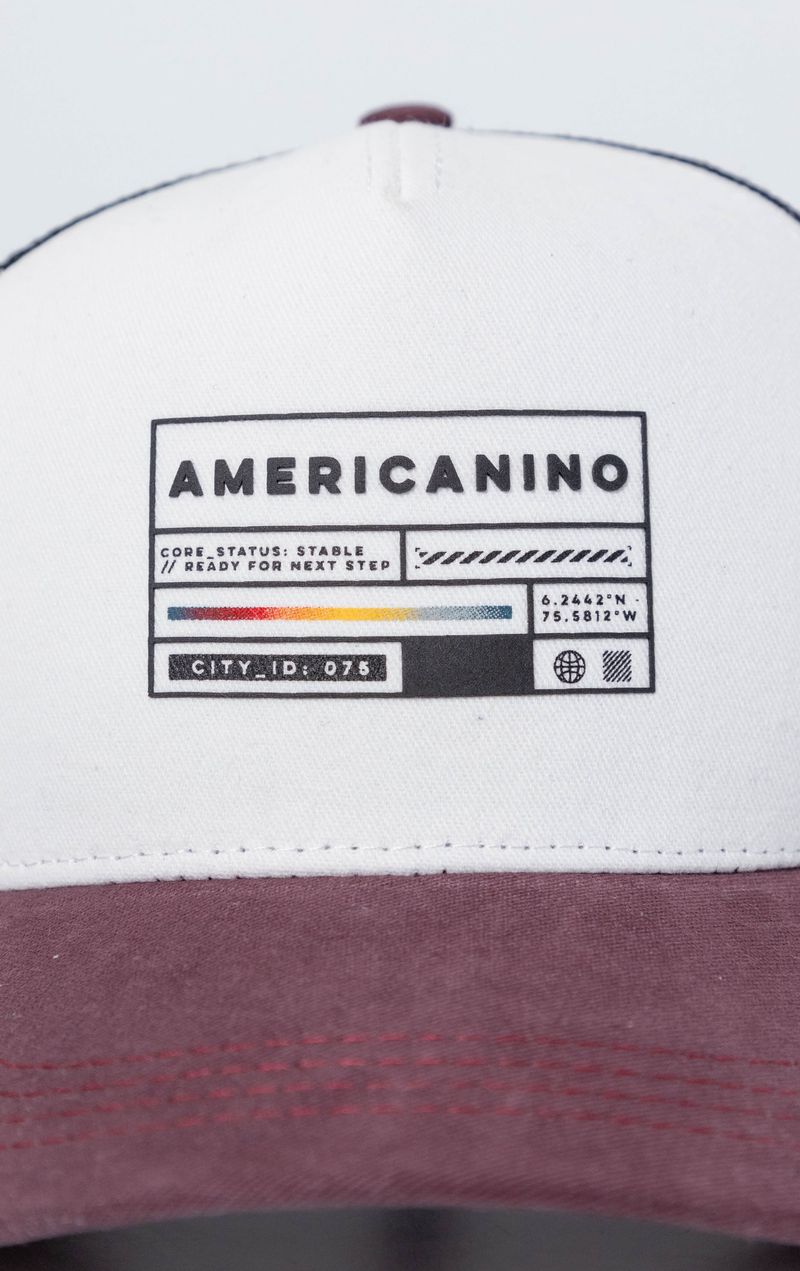 AMERICANINO
CORE_STATUS: STABLE
// READY FOR NEXT STEP
6.2442°N -
75.5812°W
CITY_ID: 075